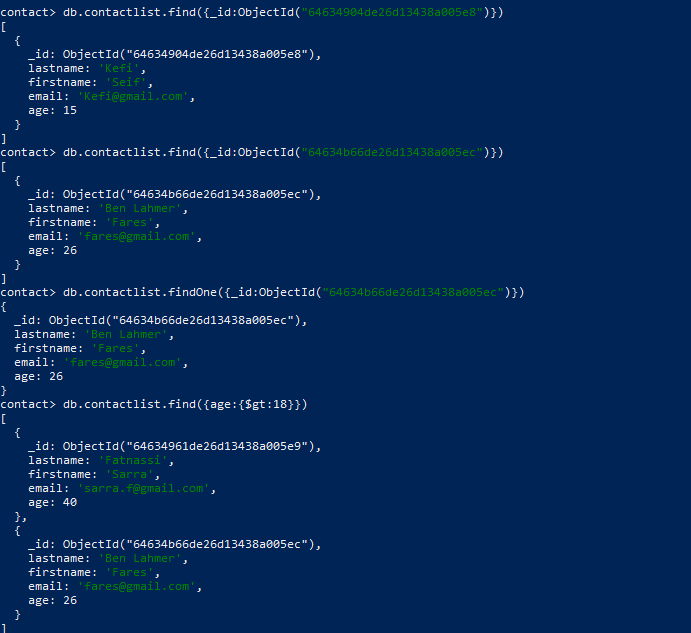 contact> db.contactlist.find({_id:ObjectId("64634904de26d13438a005e8")})
[
  {
    _id: ObjectId("64634904de26d13438a005e8"),
    lastname: 'Kefi',
    firstname: 'Seif',
    email: 'Kefi@gmail.com',
    age: 15
  }
]
contact> db.contactlist.find({_id:ObjectId("64634b66de26d13438a005ec")})
[
  {
    _id: ObjectId("64634b66de26d13438a005ec"),
    lastname: 'Ben Lahmer',
    firstname: 'Fares',
    email: 'fares@gmail.com',
    age: 26
  }
]
contact> db.contactlist.findOne({_id:ObjectId("64634b66de26d13438a005ec")})
{
  _id: ObjectId("64634b66de26d13438a005ec"),
  lastname: 'Ben Lahmer',
  firstname: 'Fares',
  email: 'fares@gmail.com',
  age: 26
}
contact> db.contactlist.find({age:{$gt:18}})
[
  {
    _id: ObjectId("64634961de26d13438a005e9"),
    lastname: 'Fatnassi',
    firstname: 'Sarra',
    email: 'sarra.f@gmail.com',
    age: 40
  },
  {
    _id: ObjectId("64634b66de26d13438a005ec"),
    lastname: 'Ben Lahmer',
    firstname: 'Fares',
    email: 'fares@gmail.com',
    age: 26
  }
]